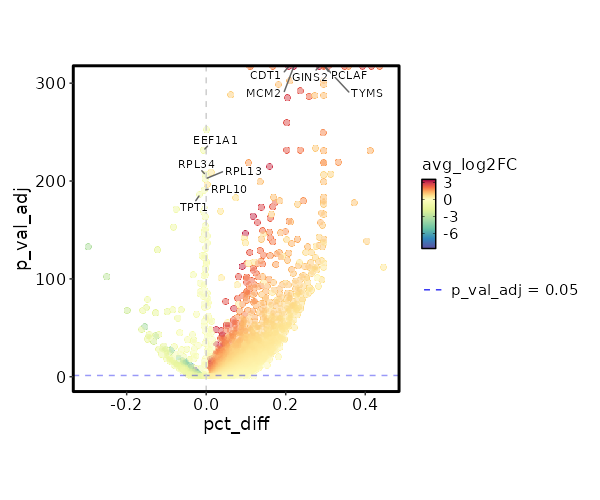 300
CDT1
GINS2
PCLAF
MCM2
TYMS
EEF1A1
RPL34
RPL13
200
RPL10
TPT1
100
0
p_val_adj
-0.2
0.0
0.2
0.4
pct_diff
avg_log2FC
3
0
-3
-6
p_val_adj = 0.05